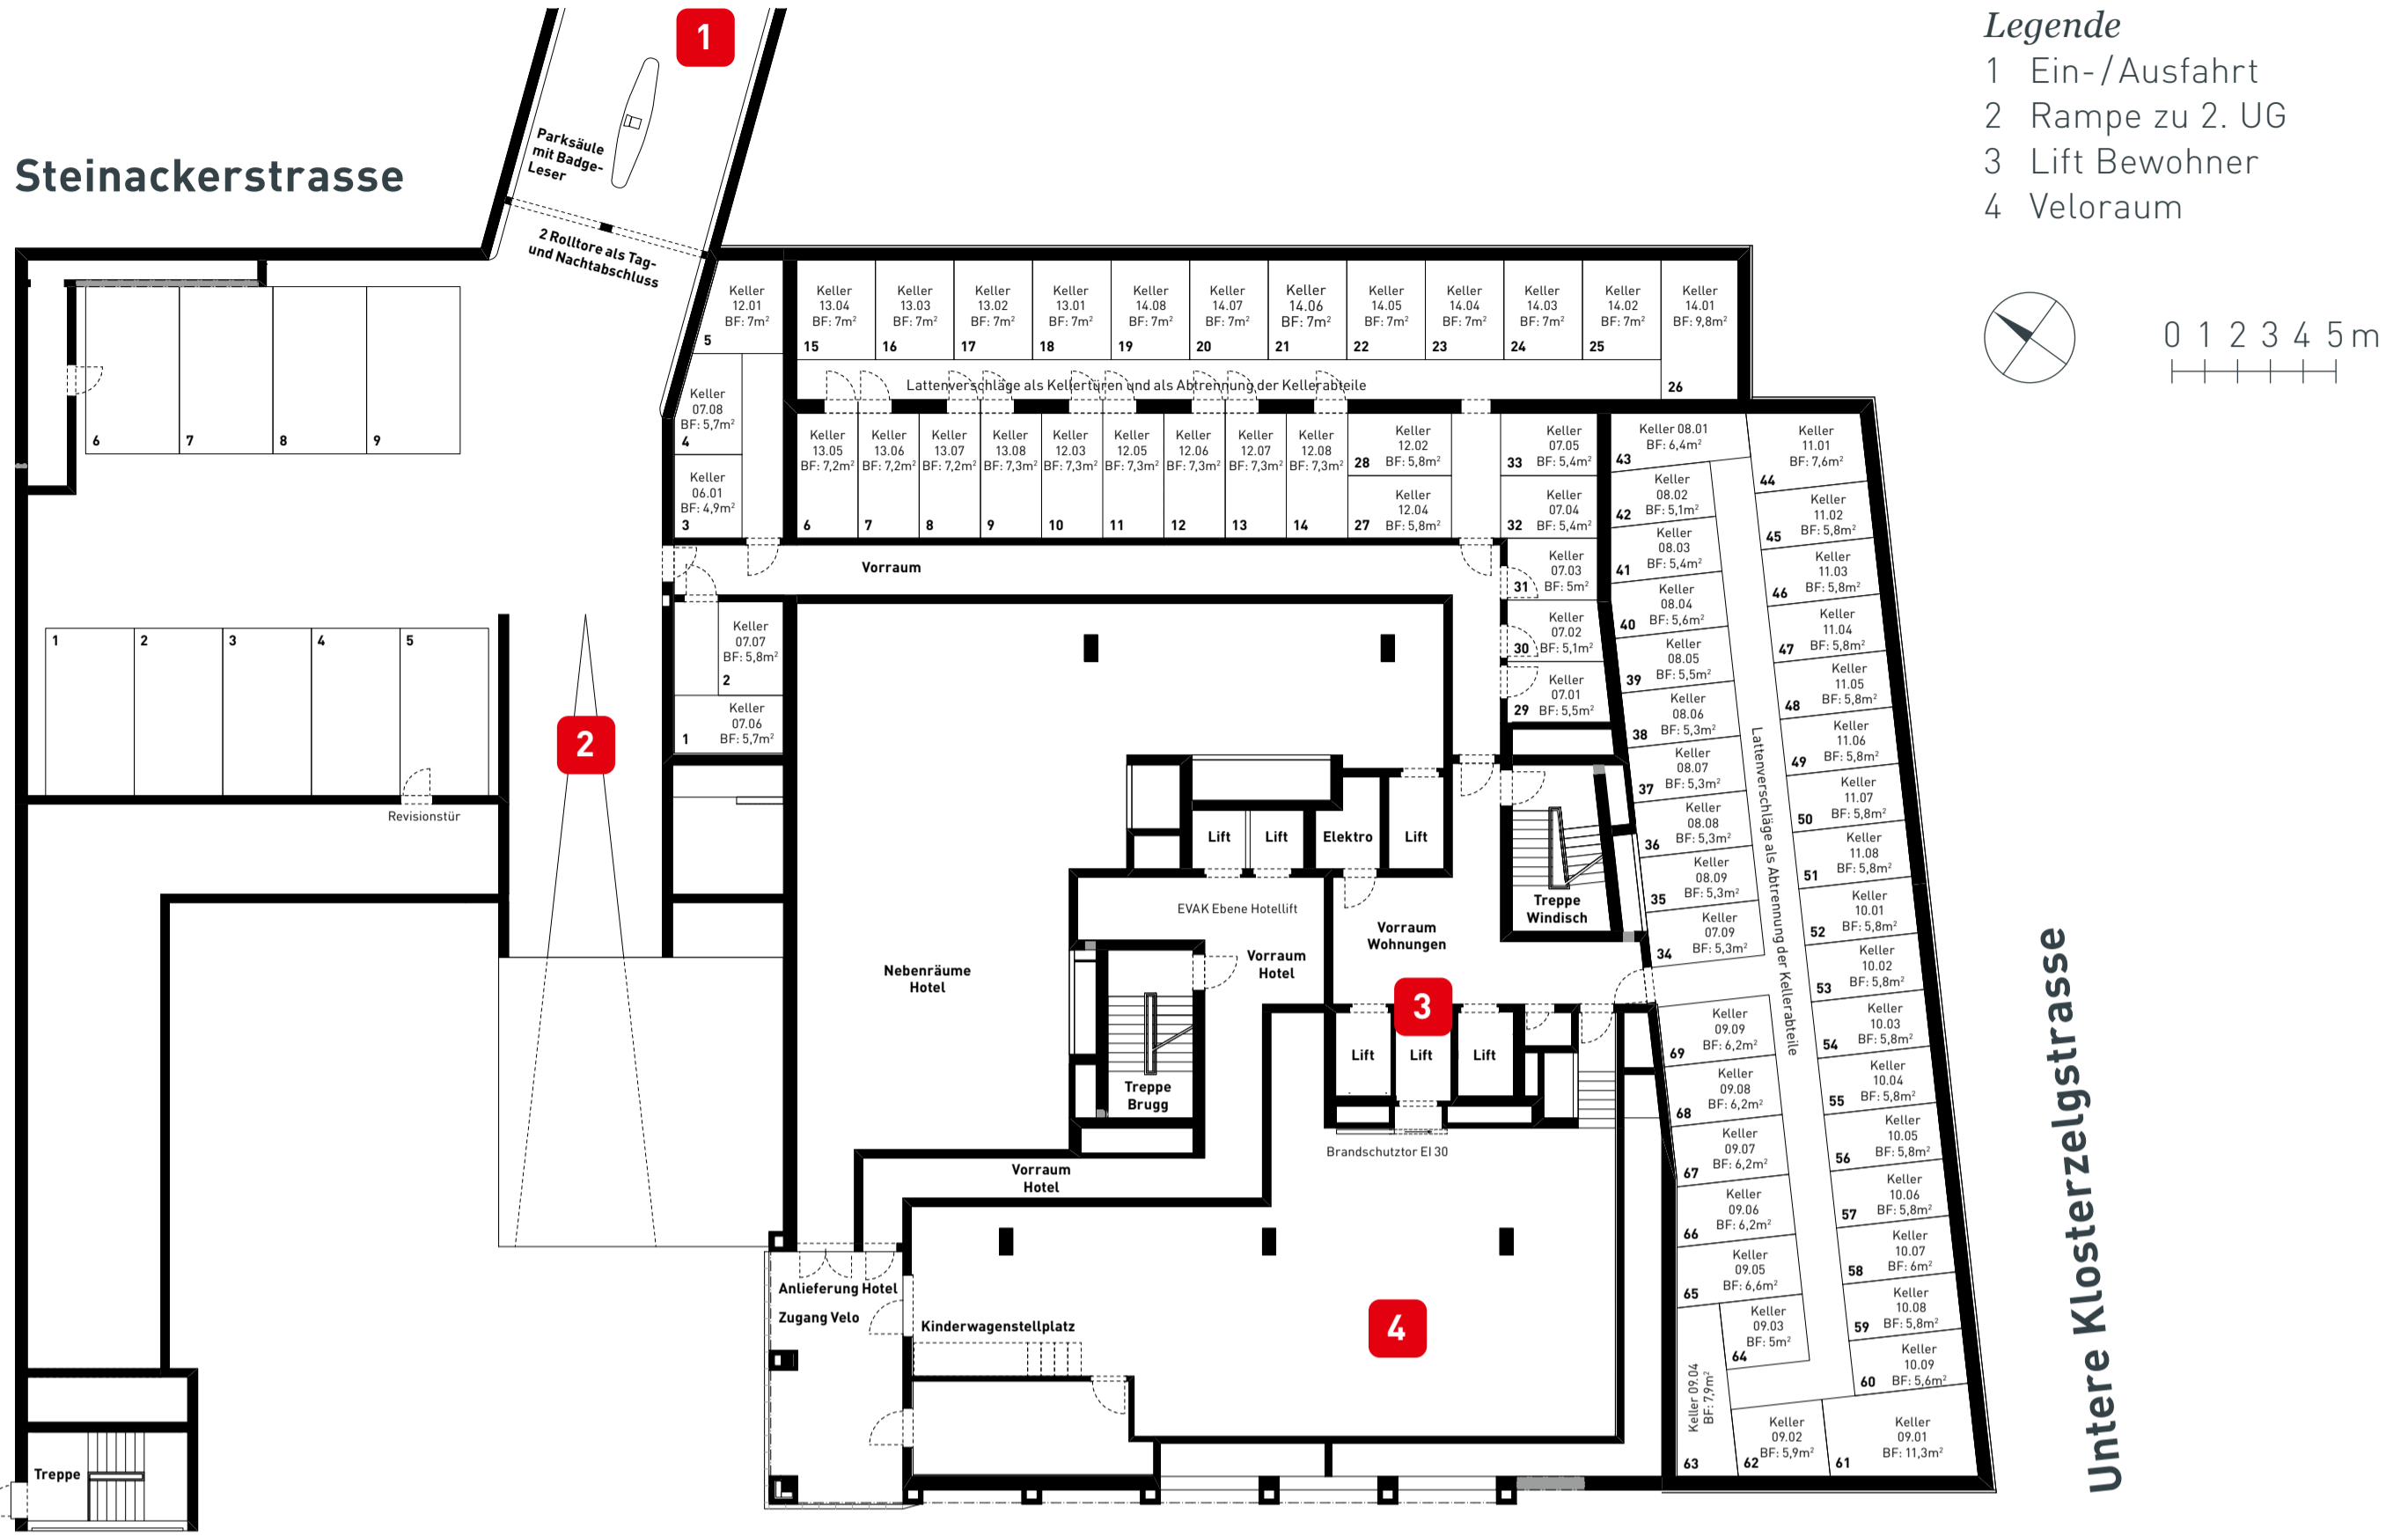 Legende
1 Ein-/Ausfahrt
2 Rampe zu 2. UG
3 Lift Bewohner
4 Veloraum
0 1 2 3 4 5 m
Steinackerstrasse
Untere Klosterzelgstrasse
1
Parksäule
mit Badge-
Leser
2 Rolltore als Tag-
und Nachtabschluss
6
7
8
9
1
2
3
4
5
Revisionstür
2
Treppe
Keller
12.01
BF: 7m²
5
Keller
07.08
BF: 5,7m²
4
Keller
06.01
BF: 4,9m²
3
Keller
07.07
BF: 5,8m²
2
Keller
07.06
BF: 5,7m²
1
Keller
13.04
BF: 7m²
15
Keller
13.03
BF: 7m²
16
Keller
13.02
BF: 7m²
17
Keller
13.01
BF: 7m²
18
Keller
14.08
BF: 7m²
19
Keller
14.07
BF: 7m²
20
Keller
14.06
BF: 7m²
21
Keller
14.05
BF: 7m²
22
Keller
14.04
BF: 7m²
23
Keller
14.03
BF: 7m²
24
Keller
14.02
BF: 7m²
25
Keller
14.01
BF: 9,8m²
26
Lattenverschläge als Kellertüren und als Abtrennung der Kellerabteile
Keller
13.05
BF: 7,2m²
6
Keller
13.06
BF: 7,2m²
7
Keller
13.07
BF: 7,2m²
8
Keller
13.08
BF: 7,3m²
9
Keller
12.03
BF: 7,3m²
10
Keller
12.05
BF: 7,3m²
11
Keller
12.06
BF: 7,3m²
12
Keller
12.07
BF: 7,3m²
13
Keller
12.08
BF: 7,3m²
14
Keller
12.02
BF: 5,8m²
28
Keller
12.04
BF: 5,8m²
27
Keller
07.05
BF: 5,4m²
33
Keller
07.04
BF: 5,4m²
32
Keller
07.03
BF: 5m²
31
Keller
07.02
BF: 5,1m²
30
Keller
07.01
BF: 5,5m²
29
Vorraum
Keller 08.01
BF: 6,4m²
43
Keller
08.02
BF: 5,1m²
42
Keller
08.03
BF: 5,4m²
41
Keller
08.04
BF: 5,6m²
40
Keller
08.05
BF: 5,5m²
39
Keller
08.06
BF: 5,3m²
38
Keller
08.07
BF: 5,3m²
37
Keller
08.08
BF: 5,3m²
36
Keller
08.09
BF: 5,3m²
35
Keller
07.09
BF: 5,3m²
34
Lattenverschläge als Abtrennung der Kellerabteile
Keller
11.01
BF: 7,6m²
44
Keller
11.02
BF: 5,8m²
45
Keller
11.03
BF: 5,8m²
46
Keller
11.04
BF: 5,8m²
47
Keller
11.05
BF: 5,8m²
48
Keller
11.06
BF: 5,8m²
49
Keller
11.07
BF: 5,8m²
50
Keller
11.08
BF: 5,8m²
51
Keller
10.01
BF: 5,8m²
52
Keller
10.02
BF: 5,8m²
53
Keller
10.03
BF: 5,8m²
54
Keller
10.04
BF: 5,8m²
55
Keller
10.05
BF: 5,8m²
56
Keller
10.06
BF: 5,8m²
57
Keller
10.07
BF: 6m²
58
Keller
10.08
BF: 5,8m²
59
Keller
10.09
BF: 5,6m²
60
Keller
09.09
BF: 6,2m²
69
Keller
09.08
BF: 6,2m²
68
Keller
09.07
BF: 6,2m²
67
Keller
09.06
BF: 6,2m²
66
Keller
09.05
BF: 6,6m²
65
Keller
09.03
BF: 5m²
64
Keller 09.04
BF: 7,9m²
63
Keller
09.02
BF: 5,9m²
62
Keller
09.01
BF: 11,3m²
61
Lift
Lift
Elektro
Lift
Treppe
Windisch
EVAK Ebene Hotellift
Vorraum
Wohnungen
Vorraum
Hotel
Nebenräume
Hotel
3
Lift
Lift
Lift
Treppe
Brugg
Brandschutztor EI 30
Vorraum
Hotel
Anlieferung Hotel
Zugang Velo
Kinderwagenstellplatz
4